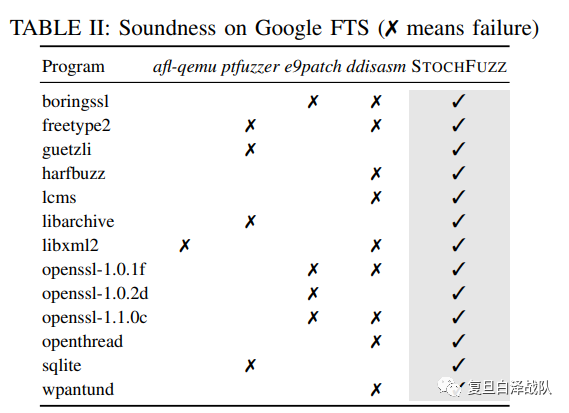 TABLE II: Soundness on Google FTS (✗ means failure)
Program afl-qemu ptfuzzer e9patch ddisasm STOCHFUZZ
boringssl ✗ ✗ ✓
freetype2 ✗ ✗ ✓
guetzli ✗ ✓
harfbuzz ✗ ✓
lcms ✗ ✓
libarchive ✗ ✓
libxml2 ✗ ✗ ✓
openssl-1.0.1f ✗ ✗ ✓
openssl-1.0.2d ✗ ✓
openssl-1.1.0c ✗ ✗ ✓
openthread ✗ ✓
sqlite ✗ ✓
wpantund ✗ ✓
复旦白泽战队